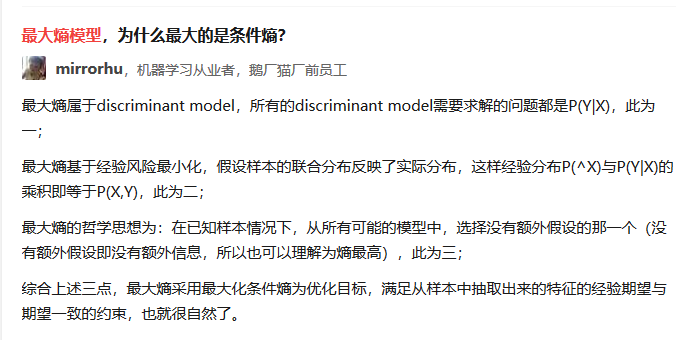 最大熵模型，为什么最大的是条件熵?
mirrorhu，机器学习从业者，鹅厂猫厂前员工
最大熵属于discriminant model，所有的discriminant model需要求解的问题都是P(Y|X)，此为
一；
最大熵基于经验风险最小化，假设样本的联合分布反映了实际分布，这样经验分布P(^X)与P(Y|X)的
乘积即等于P(X,Y)，此为二；
最大熵的哲学思想为：在已知样本情况下，从所有可能的模型中，选择没有额外假设的那一个（没
有额外假设即没有额外信息，所以也可以理解为熵最高）,此为三；
综合上述三点，最大熵采用最大化条件熵为优化目标，满足从样本中抽取出来的特征的经验期望与
期望一致的约束，也就很自然了。